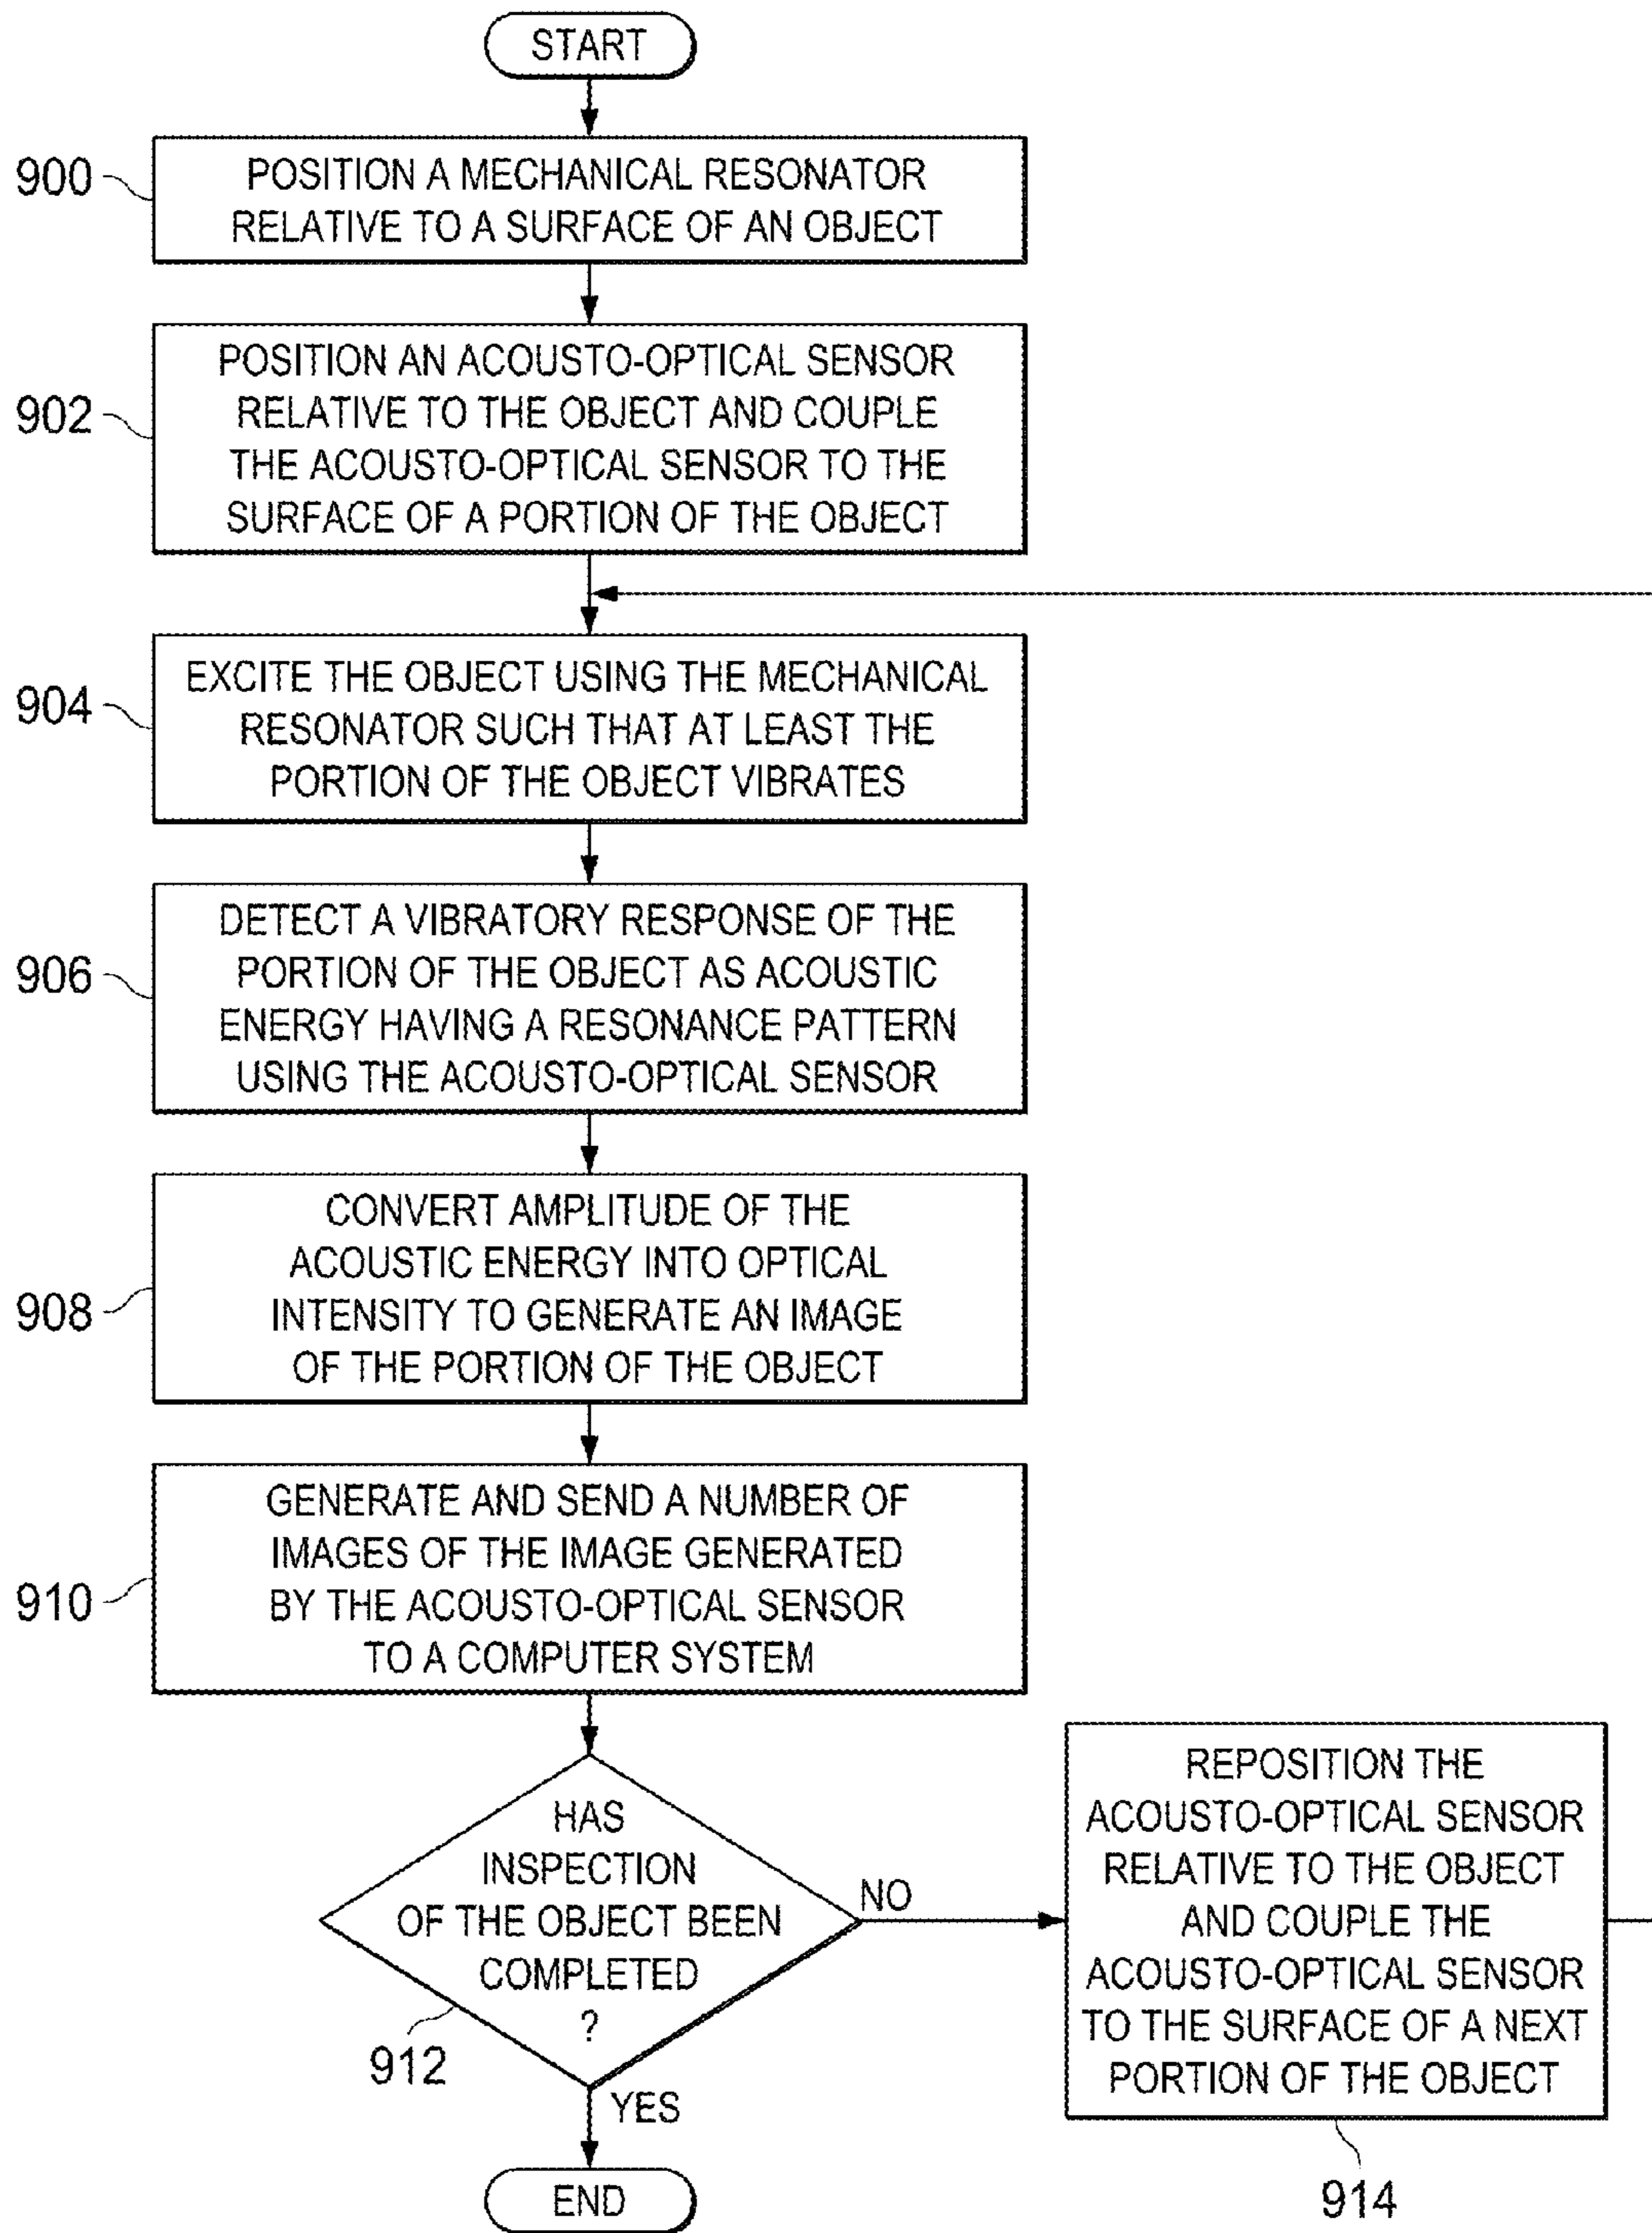 START
900
POSITION A MECHANICAL RESONATOR
RELATIVE TO A SURFACE OF AN OBJECT
902
POSITION AN ACOUSTO-OPTICAL SENSOR
RELATIVE TO THE OBJECT AND COUPLE
THE ACOUSTO-OPTICAL SENSOR TO THE
SURFACE OF A PORTION OF THE OBJECT
904
EXCITE THE OBJECT USING THE MECHANICAL
RESONATOR SUCH THAT AT LEAST THE
PORTION OF THE OBJECT VIBRATES
906
DETECT A VIBRATORY RESPONSE OF THE
PORTION OF THE OBJECT AS ACOUSTIC
ENERGY HAVING A RESONANCE PATTERN
USING THE ACOUSTO-OPTICAL SENSOR
908
CONVERT AMPLITUDE OF THE
ACOUSTIC ENERGY INTO OPTICAL
INTENSITY TO GENERATE AN IMAGE
OF THE PORTION OF THE OBJECT
910
GENERATE AND SEND A NUMBER OF
IMAGES OF THE IMAGE GENERATED
BY THE ACOUSTO-OPTICAL SENSOR
TO A COMPUTER SYSTEM
HAS
INSPECTION
OF THE OBJECT BEEN
COMPLETED
?
912
NO
REPOSITION THE
ACOUSTO-OPTICAL SENSOR
RELATIVE TO THE OBJECT
AND COUPLE THE
ACOUSTO-OPTICAL SENSOR
TO THE SURFACE OF A NEXT
PORTION OF THE OBJECT
914
YES
END